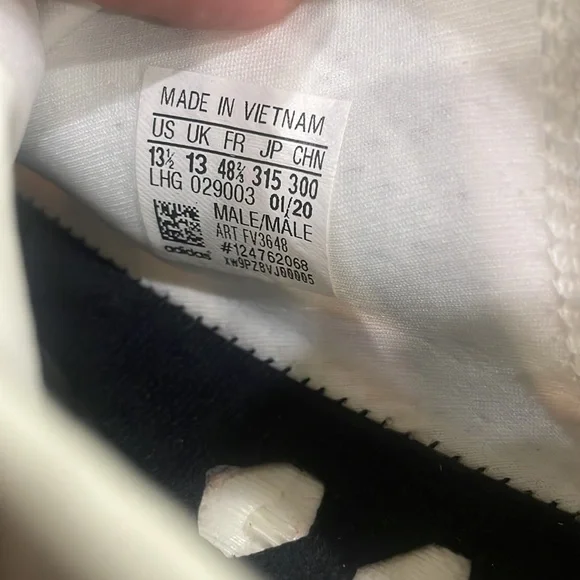 MADE IN VIETNAM
US UK FR JP CHN
13½ 13 48⅔ 315 300
LHG 029003 01/20
MALE/MÂLE
ART FV3648
#124762068
adidas XW9PZ8VJ00005